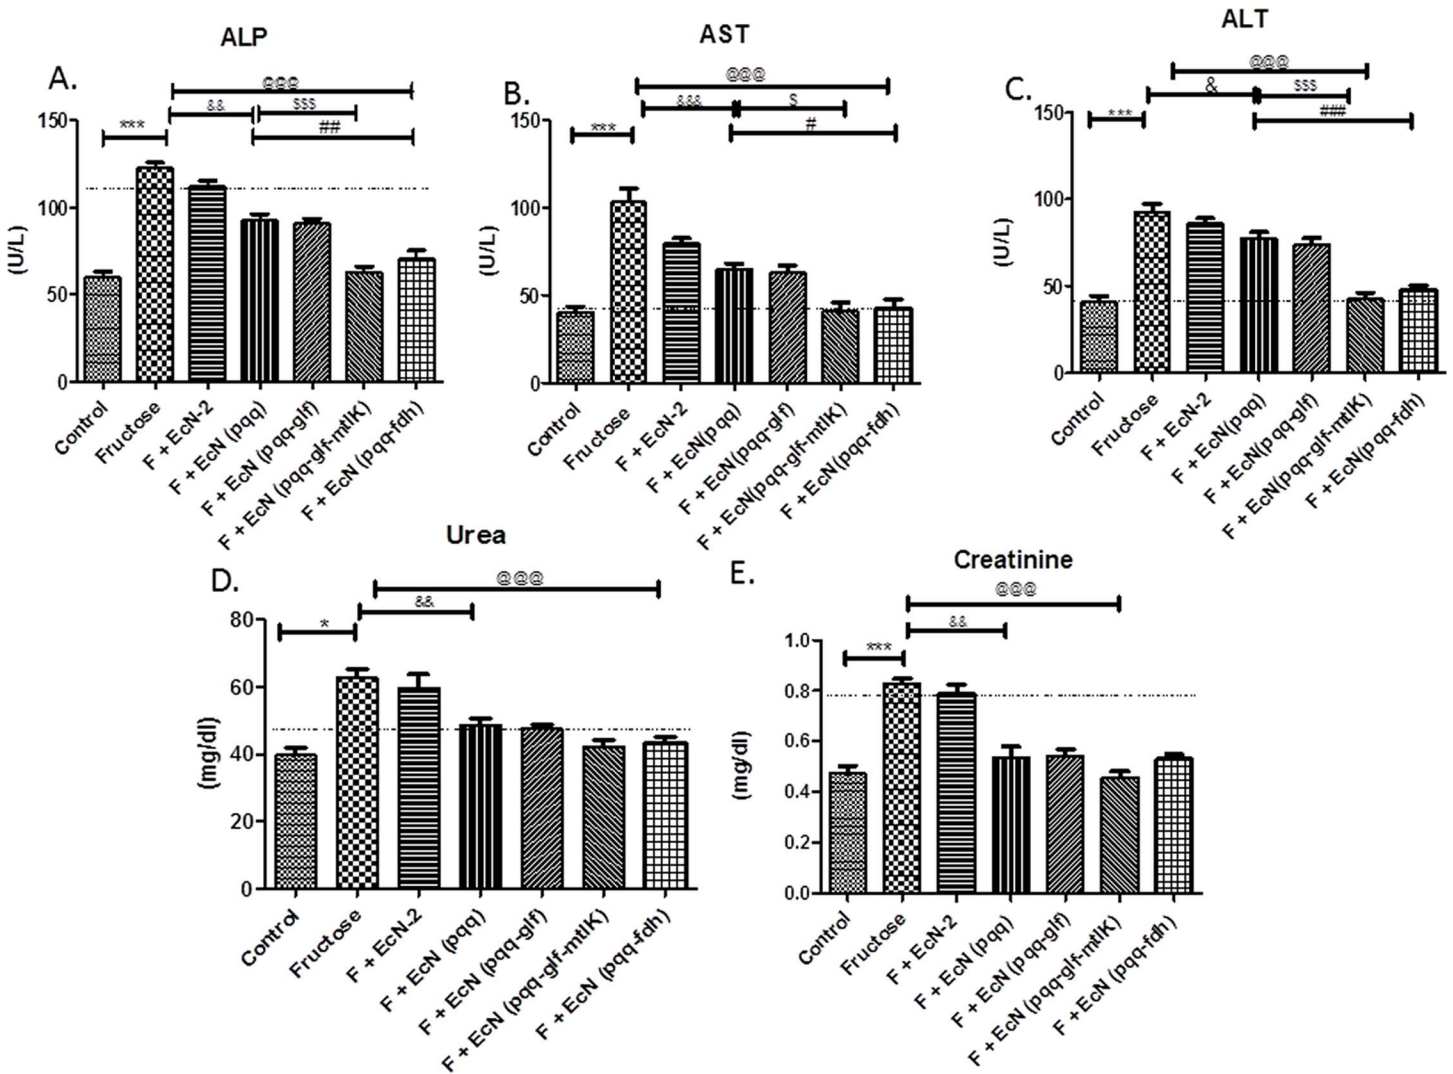 ALP
A.
@@@
&& $$$
*** ##
150
100
50
0
(U/L)
Control
Fructose
F + EcN-2
F + EcN (pqq)
F + EcN (pqq-glf)
F + EcN (pqq-glf-mtlK)
F + EcN (pqq-fdh)
AST
B.
@@@
&&& $
*** #
150
100
50
0
(U/L)
Control
Fructose
F + EcN-2
F + EcN(pqq)
F + EcN(pqq-glf)
F + EcN(pqq-glf-mtlK)
F + EcN(pqq-fdh)
ALT
C.
@@@
& $$$
*** ###
150
100
50
0
(U/L)
Control
Fructose
F + EcN-2
F + EcN(pqq)
F + EcN(pqq-glf)
F + EcN(pqq-glf-mtlK)
F + EcN(pqq-fdh)
Urea
D.
@@@
&&
*
80
60
40
20
0
(mg/dl)
Control
Fructose
F + EcN-2
F + EcN (pqq)
F + EcN (pqq-glf)
F + EcN (pqq-glf-mtlK)
F + EcN (pqq-fdh)
Creatinine
E.
@@@
&&
***
1.0
0.8
0.6
0.4
0.2
0.0
(mg/dl)
Control
Fructose
F + EcN-2
F + EcN (pqq)
F + EcN (pqq-glf)
F + EcN (pqq-glf-mtlK)
F + EcN (pqq-fdh)